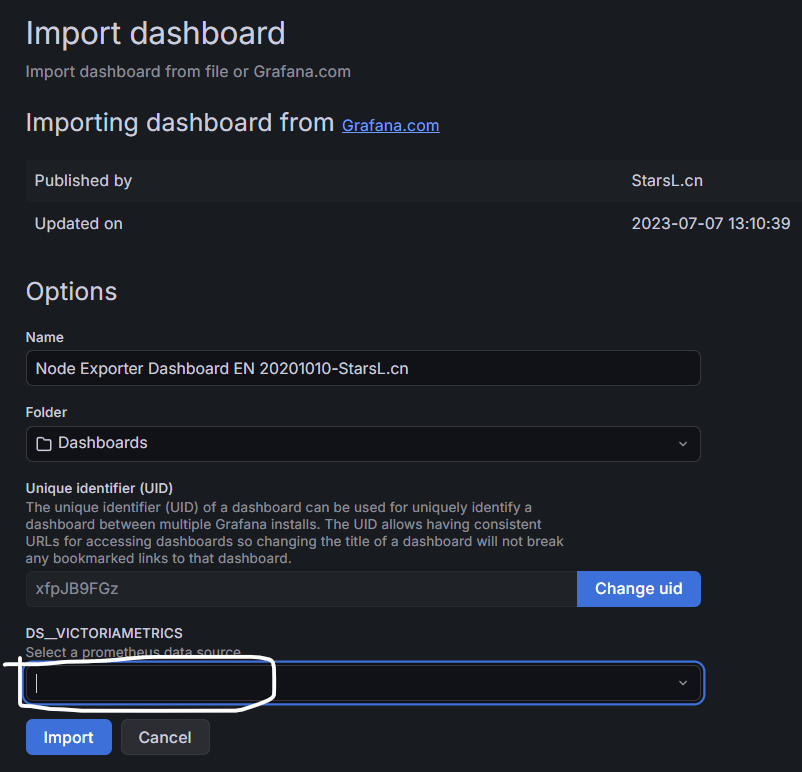 Import dashboard
Import dashboard from file or Grafana.com
Importing dashboard from Grafana.com
Published by StarsL.cn
Updated on 2023-07-07 13:10:39
Options
Name
Node Exporter Dashboard EN 20201010-StarsL.cn
Folder
Dashboards
Unique identifier (UID)
The unique identifier (UID) of a dashboard can be used for uniquely identify a
dashboard between multiple Grafana installs. The UID allows having consistent
URLs for accessing dashboards so changing the title of a dashboard will not break
any bookmarked links to that dashboard.
xfpJB9FGz Change uid
DS__VICTORIAMETRICS
Select a prometheus data source
Import Cancel